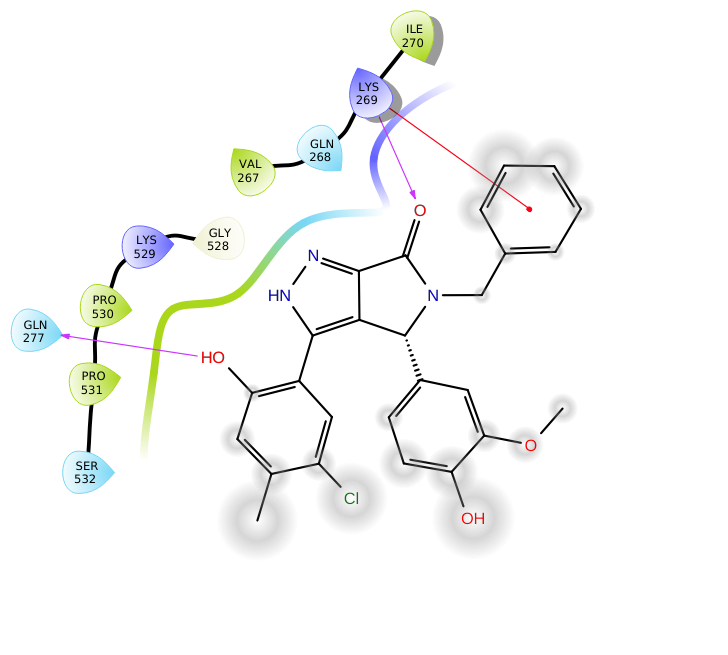 ILE
270
LYS
269
GLN
268
VAL
267
O
GLY
528
LYS
529
N
HN
N
PRO
530
GLN
277
HO
PRO
531
O
SER
532
Cl
OH